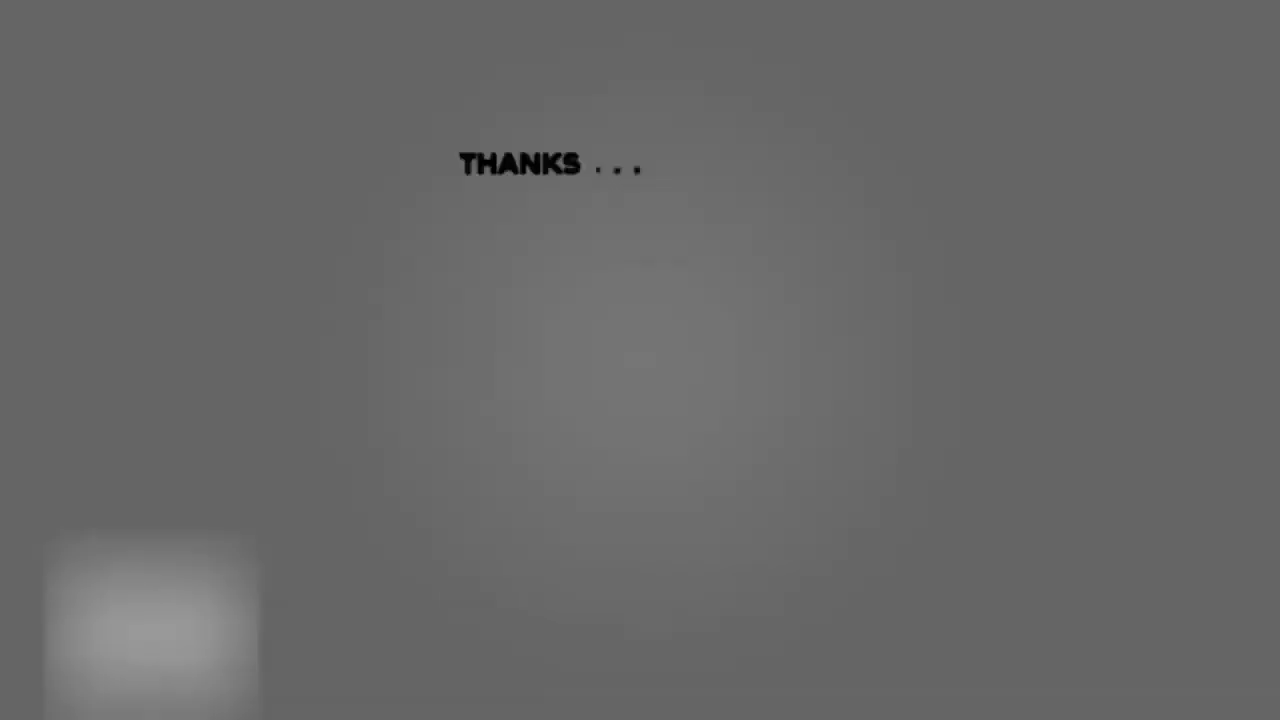 THANKS . . .